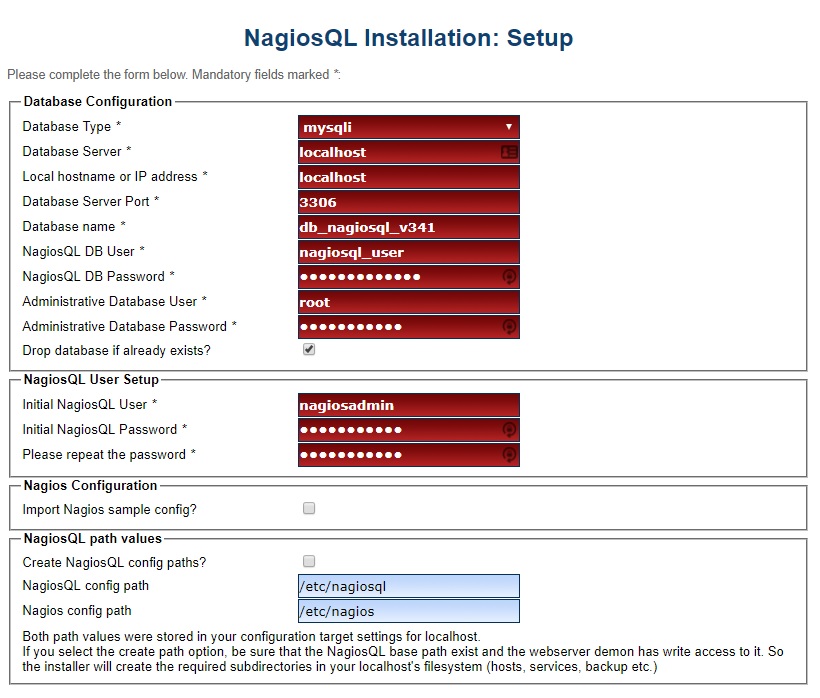 NagiosQL Installation: Setup
Please complete the form below. Mandatory fields marked *:
Database Configuration
Database Type * mysqli
Database Server * localhost
Local hostname or IP address * localhost
Database Server Port * 3306
Database name * db_nagiosql_v341
NagiosQL DB User * nagiosql_user
NagiosQL DB Password * •••••••••••••
Administrative Database User * root
Administrative Database Password * •••••••••••
Drop database if already exists?
NagiosQL User Setup
Initial NagiosQL User * nagiosadmin
Initial NagiosQL Password * •••••••••••
Please repeat the password * •••••••••••
Nagios Configuration
Import Nagios sample config?
NagiosQL path values
Create NagiosQL config paths?
NagiosQL config path /etc/nagiosql
Nagios config path /etc/nagios
Both path values were stored in your configuration target settings for localhost.
If you select the create path option, be sure that the NagiosQL base path exist and the webserver demon has write access to it. So
the installer will create the required subdirectories in your localhost's filesystem (hosts, services, backup etc.)